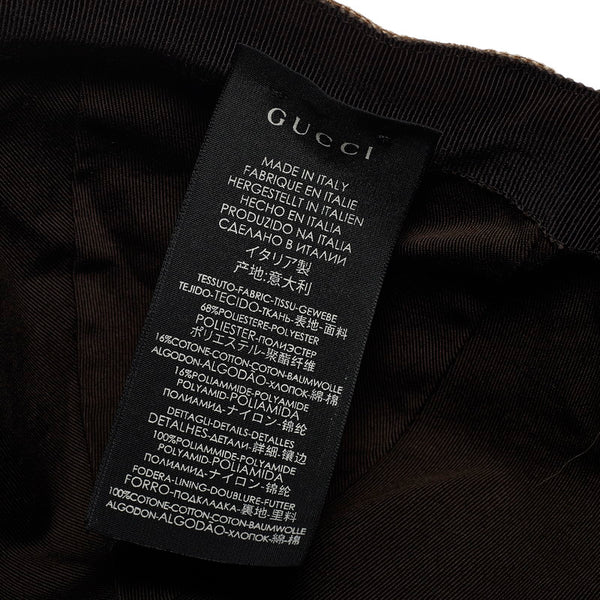 GUCCI
MADE IN ITALY
FABRIQUE EN ITALIE
HERGESTELLT IN ITALIEN
HECHO EN ITALIA
PRODUZIDO NA ITALIA
СДЕЛАНО В ИТАЛИИ
イタリア製
产地:意大利
TESSUTO-FABRIC-TISSU-GEWEBE
TEJIDO-TECIDO-ТКАНЬ-表地-面料
68%POLIESTERE-POLYESTER
POLIESTER-ПОЛИЭСТЕР
ポリエステル-聚酯纤维
16%COTONE-COTTON-COTON-BAUMWOLLE
ALGODON-ALGODÃO-ХЛОПОК-綿-棉
16%POLIAMMIDE-POLYAMIDE
POLYAMID-POLIAMIDA
ПОЛИАМИД-ナイロン-锦纶
DETTAGLI-DETAILS-DETALLES
DETALHES-ДЕТАЛИ-詳細-镶边
100%POLIAMMIDE-POLYAMIDE
POLYAMID-POLIAMIDA
ПОЛИАМИД-ナイロン-锦纶
FODERA-LINING-DOUBLURE-FUTTER
FORRO-ПОДКЛАДКА-裏地-里料
100%COTONE-COTTON-COTON-BAUMWOLLE
ALGODON-ALGODÃO-ХЛОПОК-綿-棉